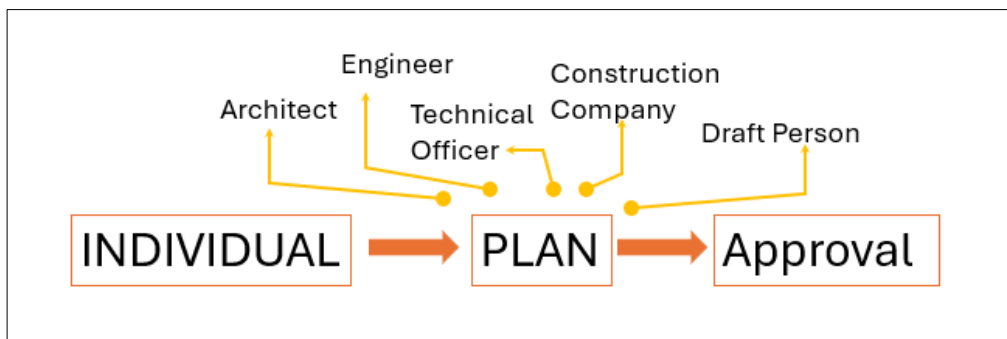 Engineer
Construction
Company
Architect
Technical
Officer
Draft Person
INDIVIDUAL
PLAN
Approval